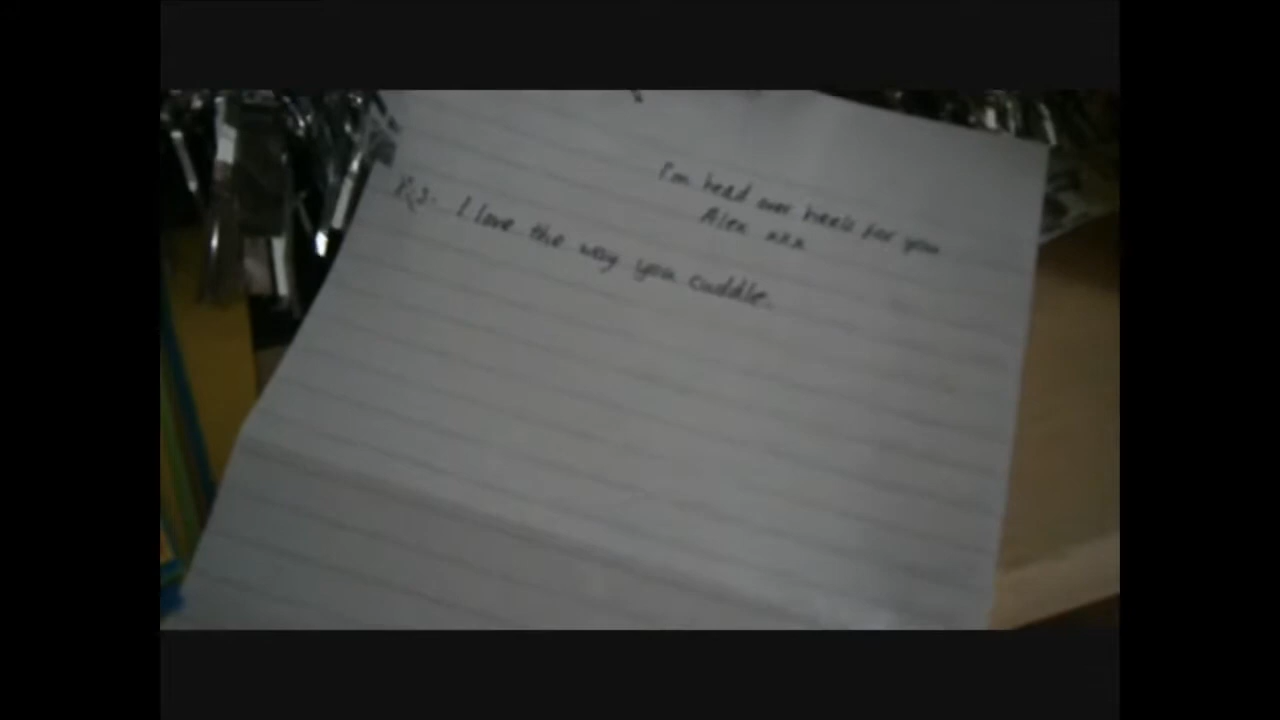 I'm head over heels for you
Alex xxx
P.S. I love the way you cuddle.